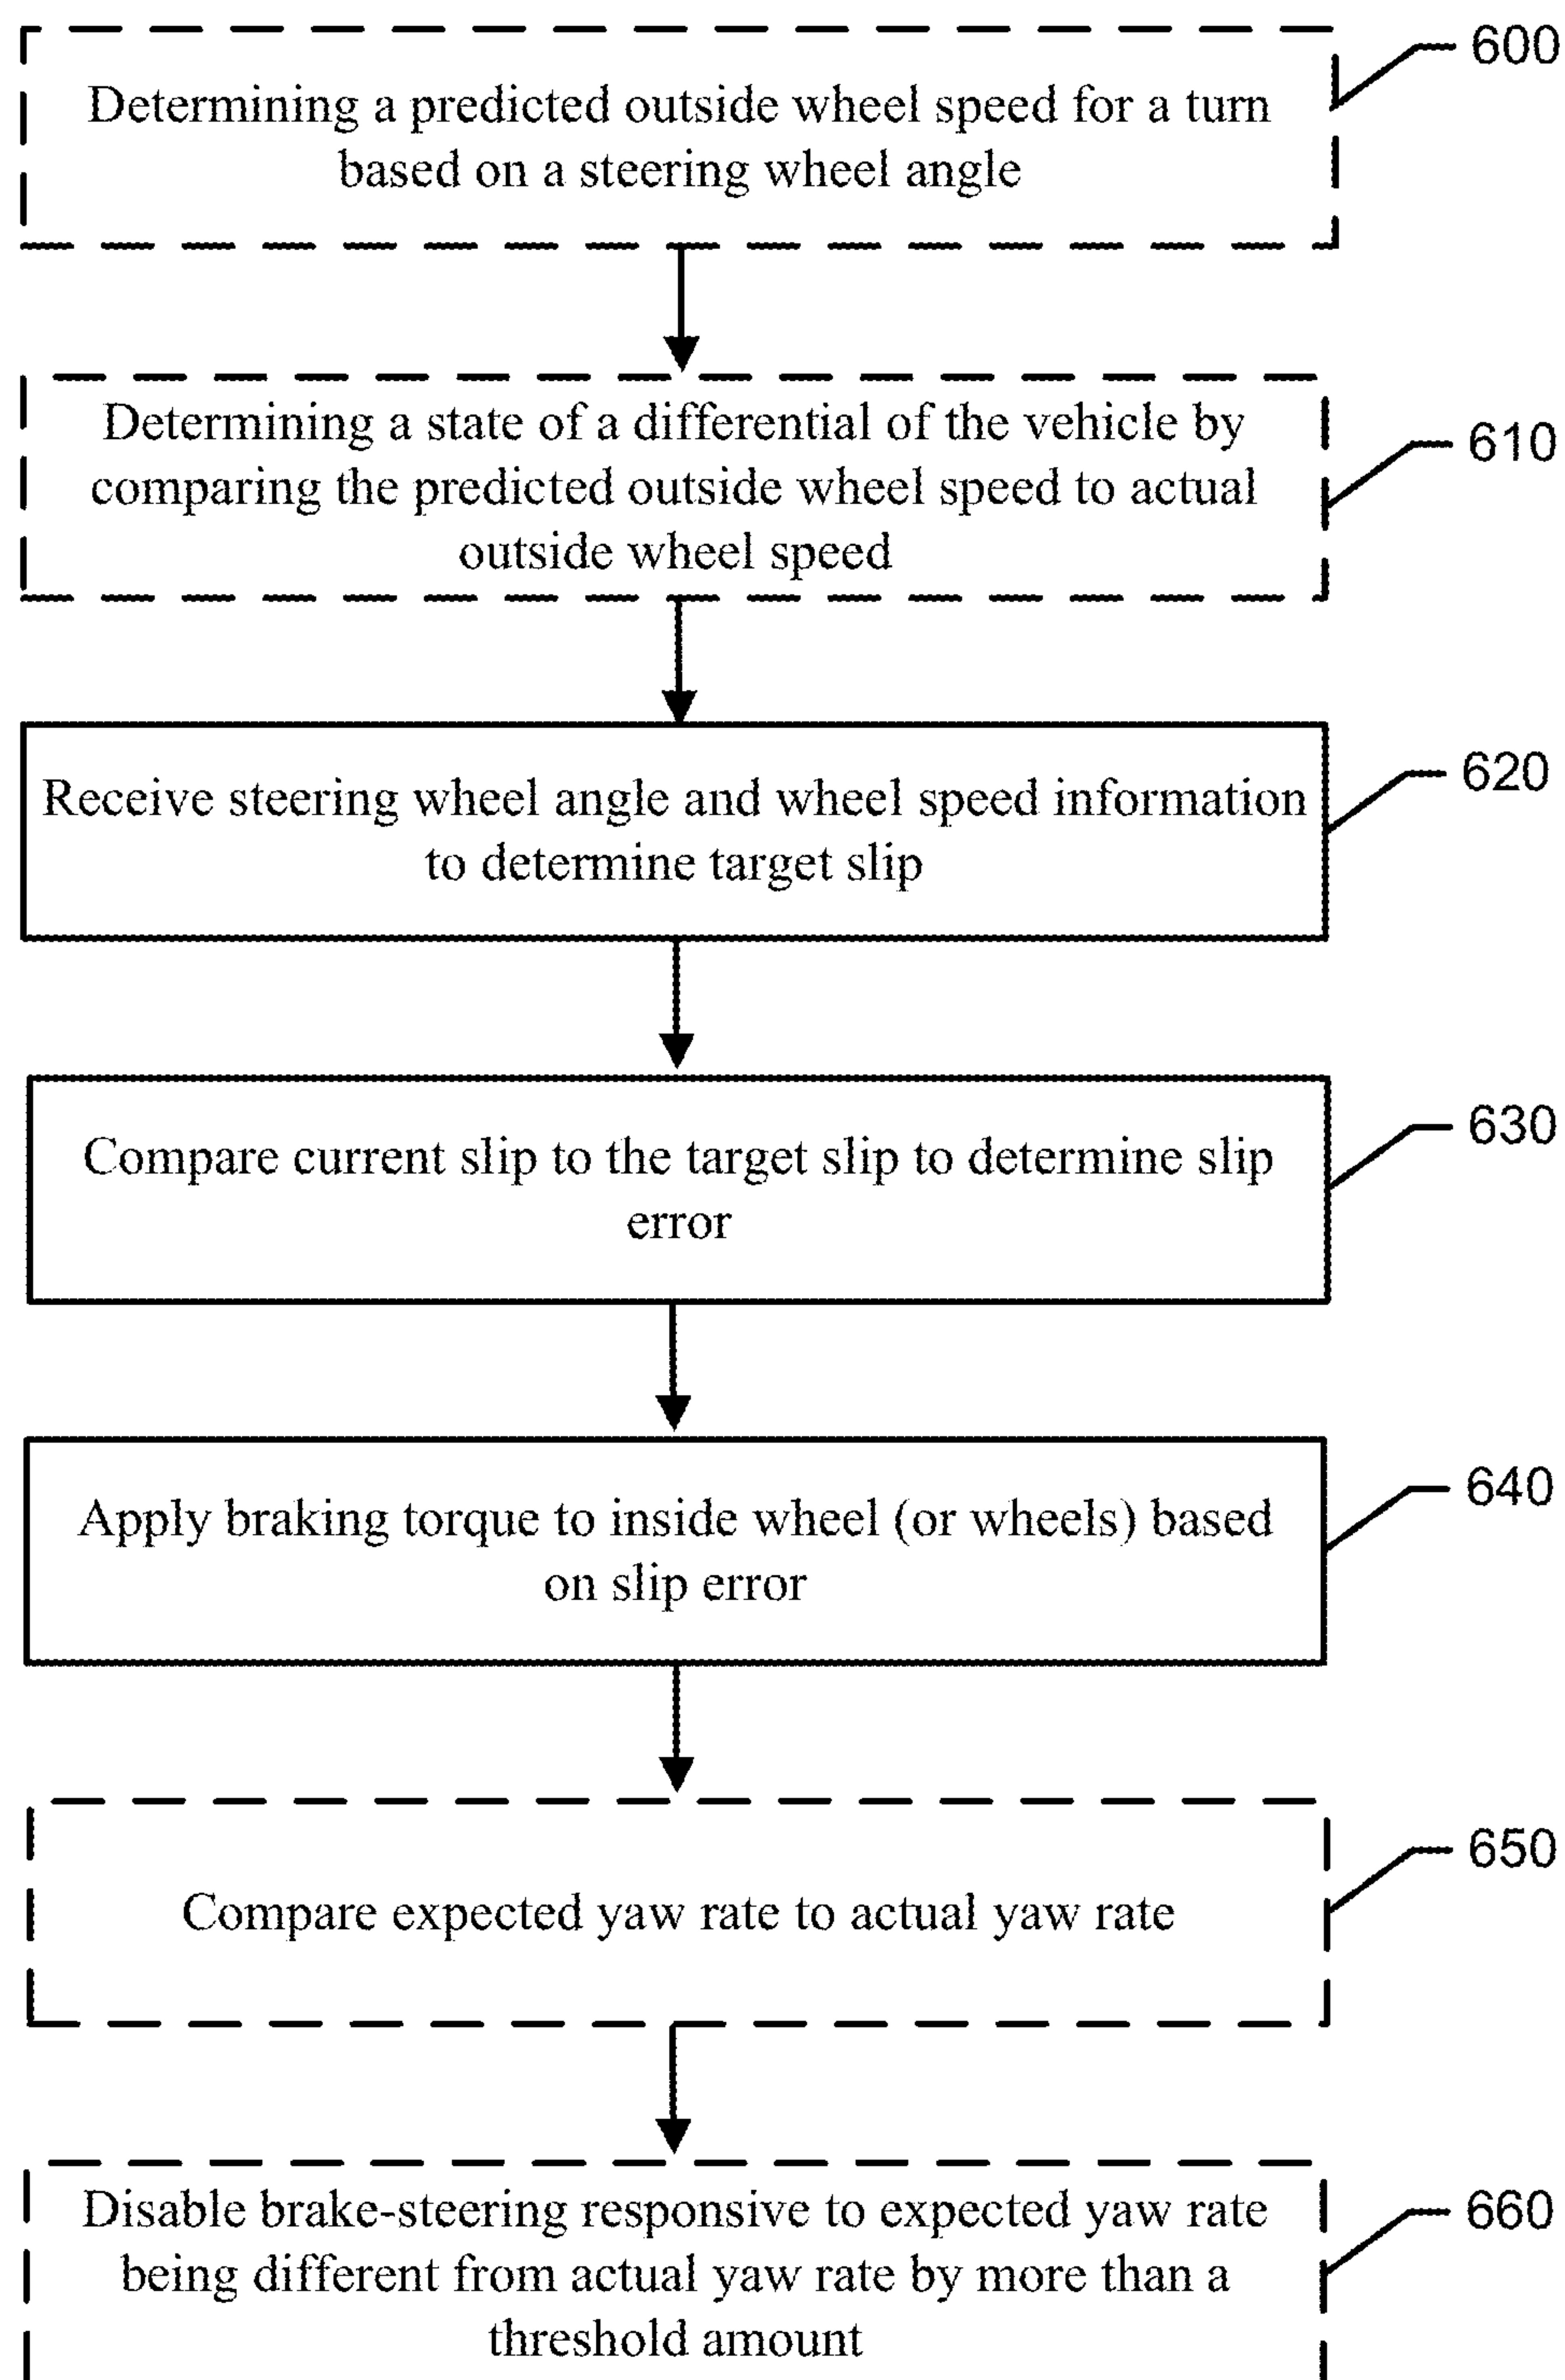 600
Determining a predicted outside wheel speed for a turn
based on a steering wheel angle
610
Determining a state of a differential of the vehicle by
comparing the predicted outside wheel speed to actual
outside wheel speed
620
Receive steering wheel angle and wheel speed information
to determine target slip
630
Compare current slip to the target slip to determine slip
error
640
Apply braking torque to inside wheel (or wheels) based
on slip error
650
Compare expected yaw rate to actual yaw rate
660
Disable brake-steering responsive to expected yaw rate
being different from actual yaw rate by more than a
threshold amount